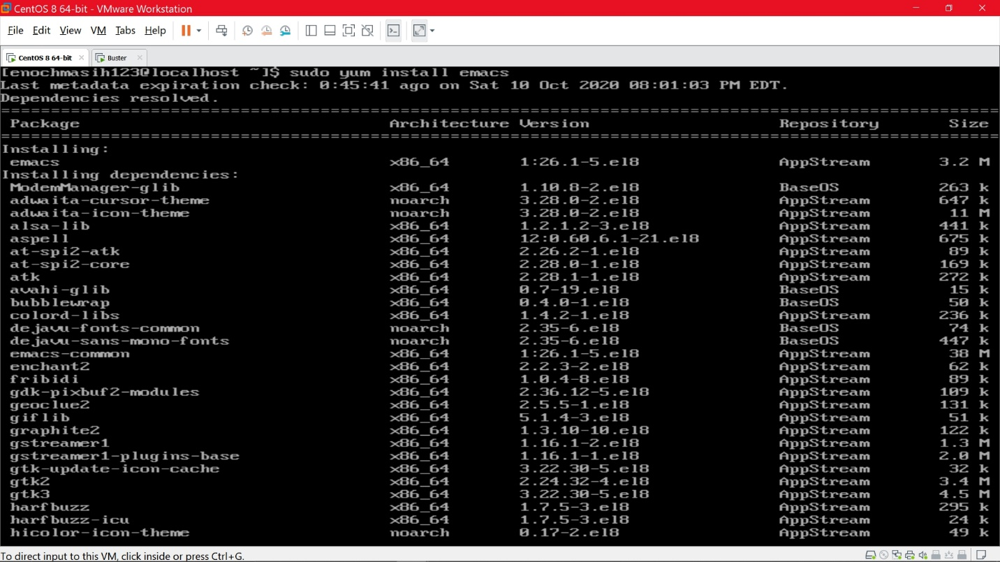 CentOS 8 64-bit - VMware Workstation
File Edit View VM Tabs Help
CentOS 8 64-bit Buster
[enochmasih123@localhost ~]$ sudo yum install emacs
Last metadata expiration check: 0:45:41 ago on Sat 10 Oct 2020 08:01:03 PM EDT.
Dependencies resolved.
================================================================================
Package Architecture Version Repository Size
================================================================================
Installing:
emacs x86_64 1:26.1-5.el8 AppStream 3.2 M
Installing dependencies:
ModemManager-glib x86_64 1.10.8-2.el8 BaseOS 263 k
adwaita-cursor-theme noarch 3.28.0-2.el8 AppStream 647 k
adwaita-icon-theme noarch 3.28.0-2.el8 AppStream 11 M
alsa-lib x86_64 1.2.1.2-3.el8 AppStream 441 k
aspell x86_64 12:0.60.6.1-21.el8 AppStream 675 k
at-spi2-atk x86_64 2.26.2-1.el8 AppStream 89 k
at-spi2-core x86_64 2.28.0-1.el8 AppStream 169 k
atk x86_64 2.28.1-1.el8 AppStream 272 k
avahi-glib x86_64 0.7-19.el8 BaseOS 15 k
bubblewrap x86_64 0.4.0-1.el8 BaseOS 50 k
colord-libs x86_64 1.4.2-1.el8 AppStream 236 k
dejavu-fonts-common noarch 2.35-6.el8 BaseOS 74 k
dejavu-sans-mono-fonts noarch 2.35-6.el8 BaseOS 447 k
emacs-common x86_64 1:26.1-5.el8 AppStream 38 M
enchant2 x86_64 2.2.3-2.el8 AppStream 62 k
fribidi x86_64 1.0.4-8.el8 AppStream 89 k
gdk-pixbuf2-modules x86_64 2.36.12-5.el8 AppStream 109 k
geoclue2 x86_64 2.5.5-1.el8 AppStream 131 k
giflib x86_64 5.1.4-3.el8 AppStream 51 k
graphite2 x86_64 1.3.10-10.el8 AppStream 122 k
gstreamer1 x86_64 1.16.1-2.el8 AppStream 1.3 M
gstreamer1-plugins-base x86_64 1.16.1-1.el8 AppStream 2.0 M
gtk-update-icon-cache x86_64 3.22.30-5.el8 AppStream 32 k
gtk2 x86_64 2.24.32-4.el8 AppStream 3.4 M
gtk3 x86_64 3.22.30-5.el8 AppStream 4.5 M
harfbuzz x86_64 1.7.5-3.el8 AppStream 295 k
harfbuzz-icu x86_64 1.7.5-3.el8 AppStream 24 k
hicolor-icon-theme noarch 0.17-2.el8 AppStream 49 k
To direct input to this VM, click inside or press Ctrl+G.